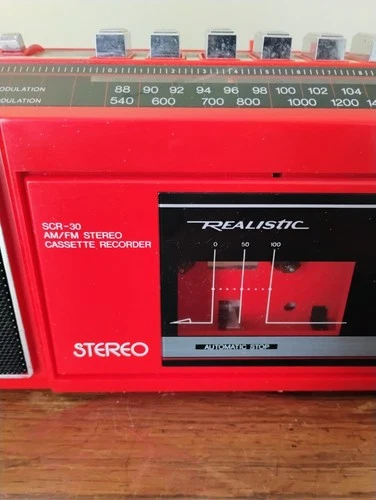 ODULATION 88 90 92 94 96 98 100 102 104
ODULATION 540 600 700 800 1000 1200 14
REALISTIC
SCR-30
AM/FM STEREO
CASSETTE RECORDER
0 50 100
STEREO
AUTOMATIC STOP